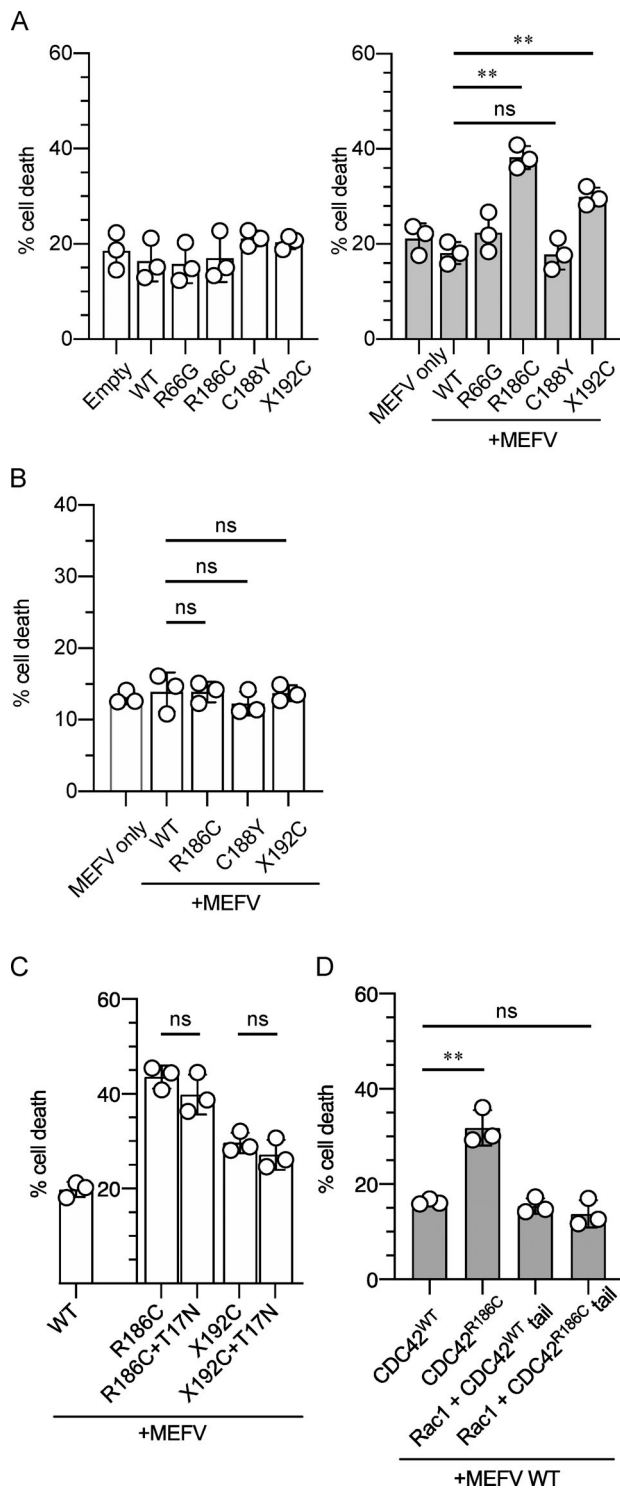 A
60
40
20
0
% cell death
Empty
WT
R66G
R186C
C188Y
X192C
60
40
20
0
% cell death
**
**
ns
MEFV only
WT
R66G
R186C
C188Y
X192C
+MEFV
B
40
30
20
10
0
% cell death
ns
ns
ns
MEFV only
WT
R186C
C188Y
X192C
+MEFV
C
60
40
20
% cell death
ns
ns
WT
R186C
R186C+T17N
X192C
X192C+T17N
+MEFV
D
60
40
20
0
% cell death
ns
**
CDC42WT
CDC42R186C
Rac1 + CDC42WT tail
Rac1 + CDC42R186C tail
+MEFV WT